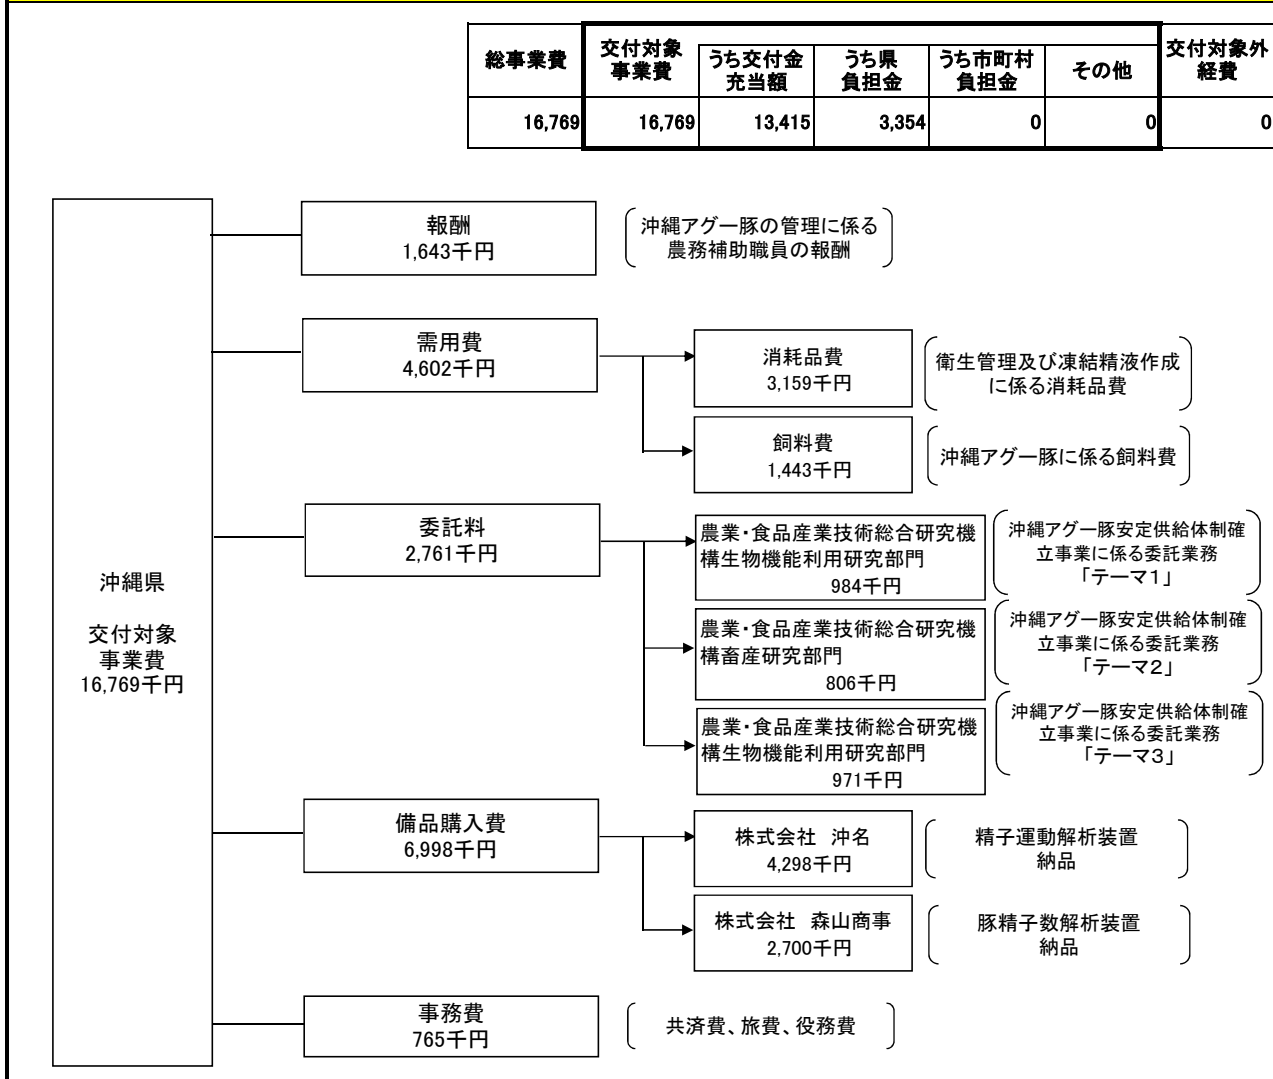 総事業費
交付対象
事業費
うち交付金
充当額
うち県
負担金
うち市町村
負担金
その他
交付対象外
経費
16,769
16,769
13,415
3,354
0
0
0
沖縄県
交付対象
事業費
16,769千円
報酬
1,643千円
沖縄アグー豚の管理に係る
農務補助職員の報酬
需用費
4,602千円
消耗品費
3,159千円
衛生管理及び凍結精液作成
に係る消耗品費
飼料費
1,443千円
沖縄アグー豚に係る飼料費
委託料
2,761千円
農業・食品産業技術総合研究機
構生物機能利用研究部門
984千円
沖縄アグー豚安定供給体制確
立事業に係る委託業務
「テーマ1」
農業・食品産業技術総合研究機
構畜産研究部門
806千円
沖縄アグー豚安定供給体制確
立事業に係る委託業務
「テーマ2」
農業・食品産業技術総合研究機
構生物機能利用研究部門
971千円
沖縄アグー豚安定供給体制確
立事業に係る委託業務
「テーマ3」
備品購入費
6,998千円
株式会社 沖名
4,298千円
精子運動解析装置
納品
株式会社 森山商事
2,700千円
豚精子数解析装置
納品
事務費
765千円
共済費、旅費、役務費